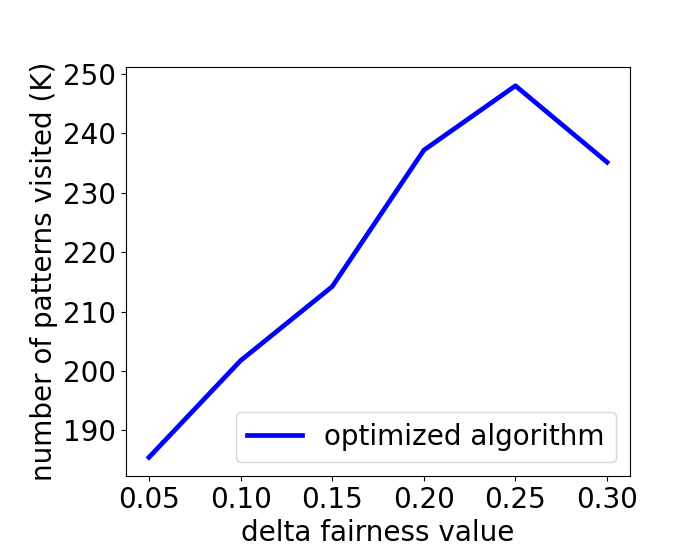 number of patterns visited (K)
250
240
230
220
210
200
190
optimized algorithm
0.05 0.10 0.15 0.20 0.25 0.30
delta fairness value